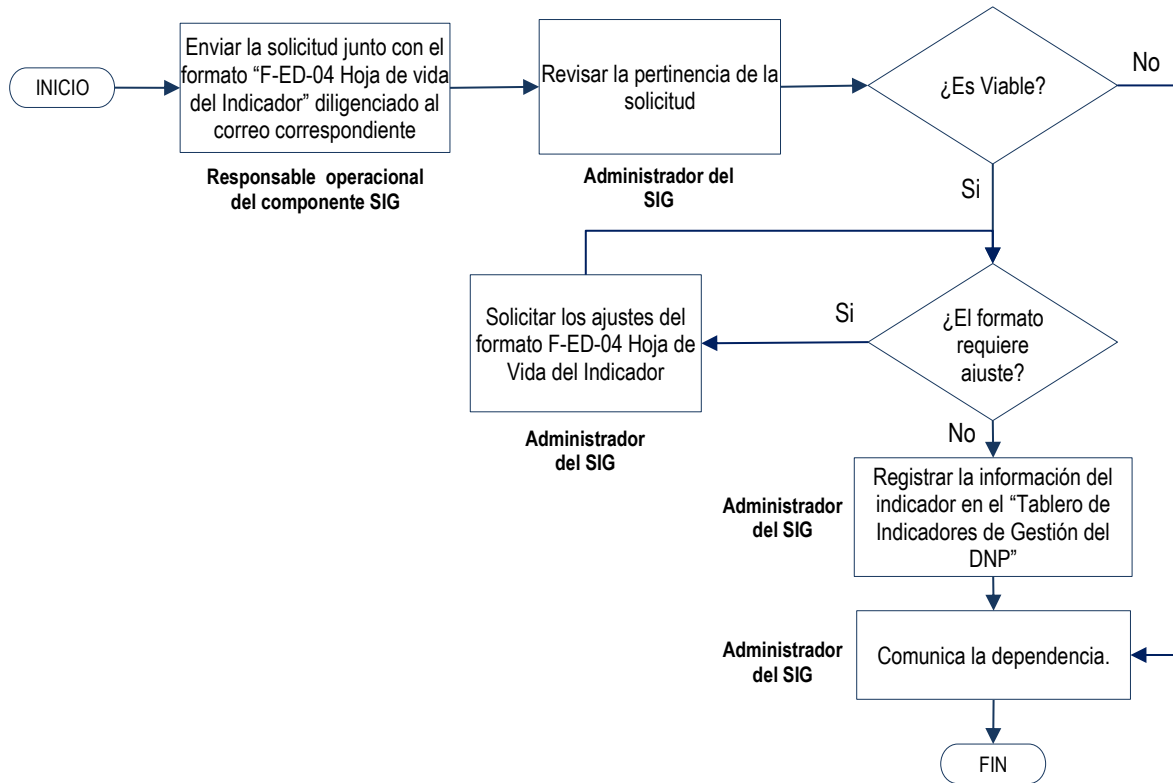 INICIO
Enviar la solicitud junto con el
formato “F-ED-04 Hoja de vida
del Indicador” diligenciado al
correo correspondiente
Responsable operacional
del componente SIG
Revisar la pertinencia de la
solicitud
Administrador del
SIG
¿Es Viable?
No
Si
Solicitar los ajustes del
formato F-ED-04 Hoja de
Vida del Indicador
Administrador
del SIG
Si
¿El formato
requiere
aiuste?
No
Administrador
del SIG
Registrar la información del
indicador en el “Tablero de
Indicadores de Gestión del
DNP”
Administrador
del SIG
Comunica la dependencia.
FIN